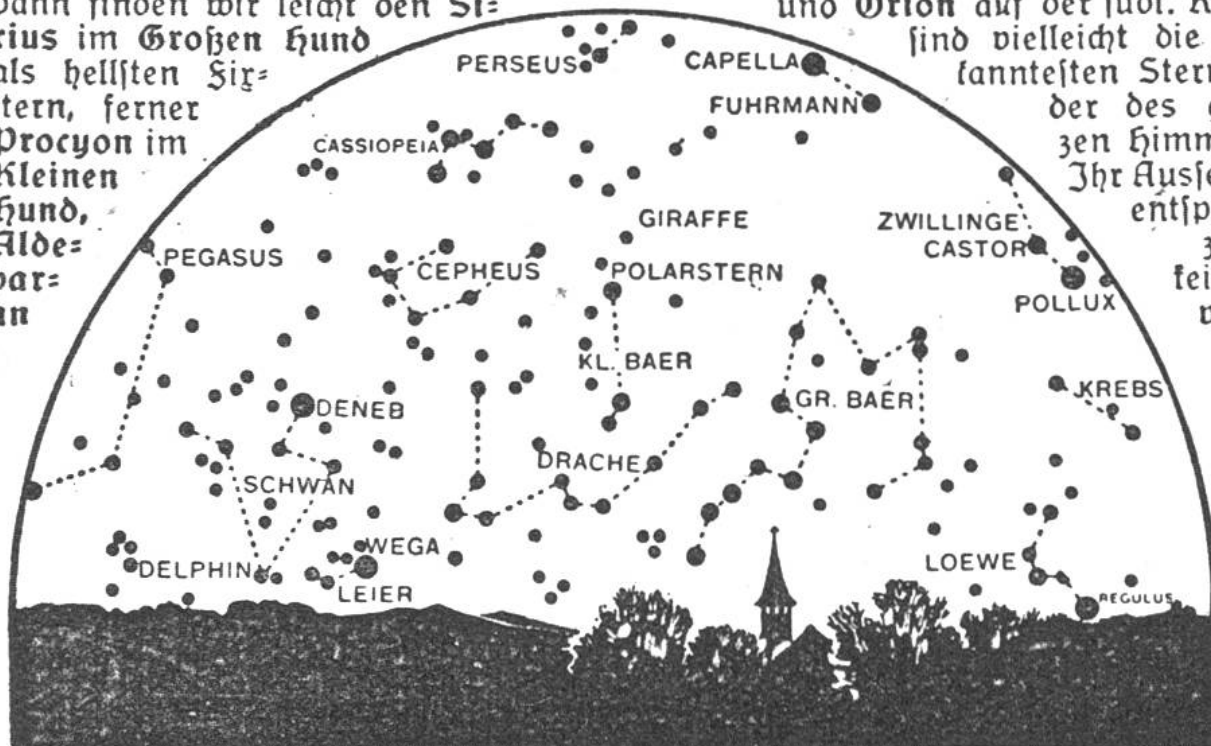 dann finden wir leicht den Si=
rius im Großen Hund
als hellsten Fix=
stern, ferner
Procyon im
Kleinen
Hund,
Alde=
bar=
an
und Orion auf der südl.
sind vielleicht die
kanntesten Stern
der des
zen Himm
Ihr Ausse
entsp
PERSEUS
CAPELLA
FUHRMANN
CASSIOPEIA
GIRAFFE
ZWILLINGE
CASTOR
PEGASUS
CEPHEUS
POLARSTERN
POLLUX
KL. BAER
DENEB
GR. BAER
KREBS
SCHWAN
DRACHE
DELPHIN
WEGA
LEIER
LOEWE
REGULUS